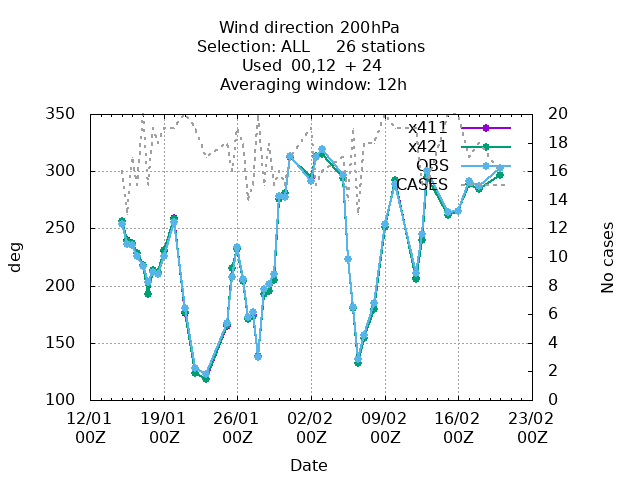 Wind direction 200hPa
Selection: ALL 26 stations
Used 00,12 + 24
Averaging window: 12h
350
300
250
200
150
100
deg
20
18
16
14
12
10
8
6
4
2
0
No cases
x411
x421
OBS
CASES
12/01 19/01 26/01 02/02 09/02 16/02 23/02
00Z 00Z 00Z 00Z 00Z 00Z 00Z
Date